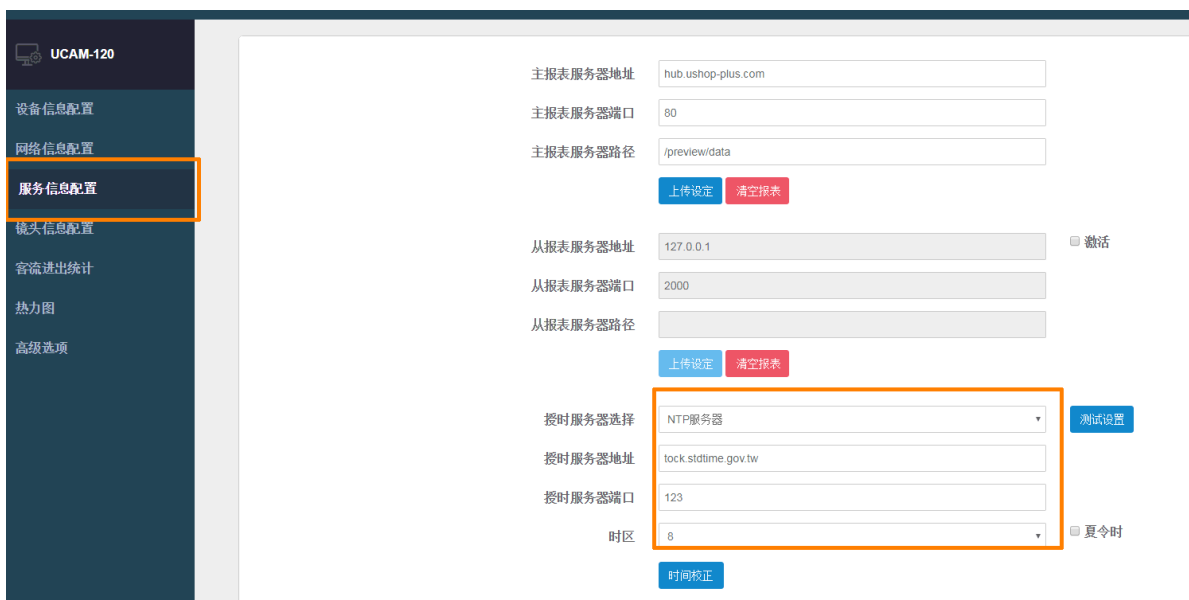 UCAM-120
设备信息配置
网络信息配置
服务信息配置
镜头信息配置
客流进出统计
热力图
高级选项
主报表服务器地址 hub.ushop-plus.com
主报表服务器端口 80
主报表服务器路径 /preview/data
上传设定 清空报表
从报表服务器地址 127.0.0.1 激活
从报表服务器端口 2000
从报表服务器路径
上传设定 清空报表
授时服务器选择 NTP服务器 测试设置
授时服务器地址 tock.stdtime.gov.tw
授时服务器端口 123
时区 8 夏令时
时间校正